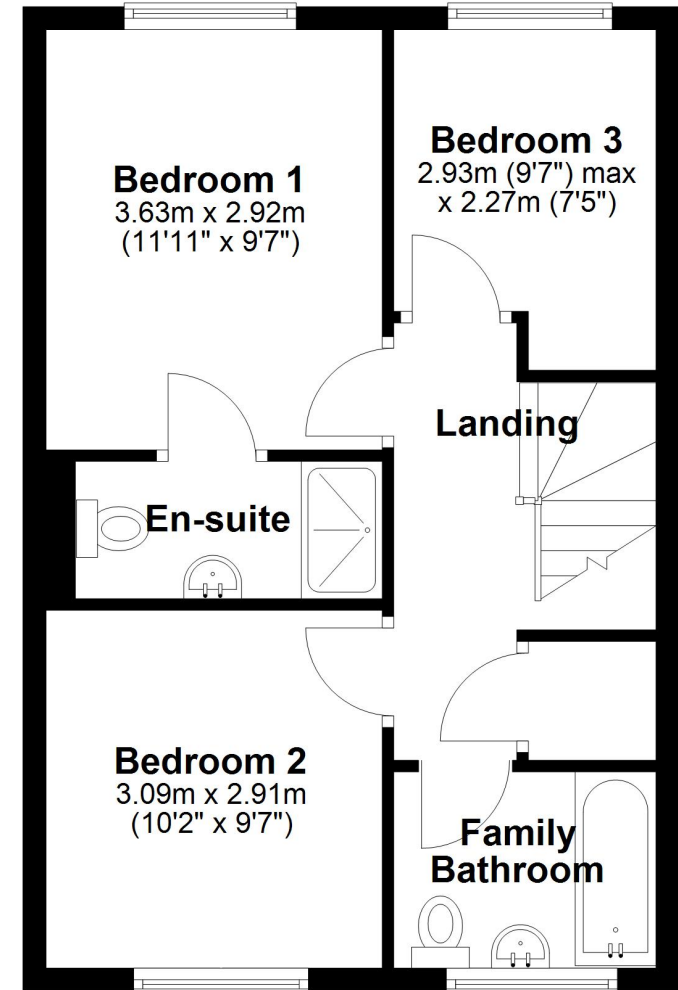 Bedroom 1
3.63m x 2.92m
(11'11" x 9'7")
Bedroom 3
2.93m (9'7") max
x 2.27m (7'5")
Landing
En-suite
Bedroom 2
3.09m x 2.91m
(10'2" x 9'7")
Family
Bathroom